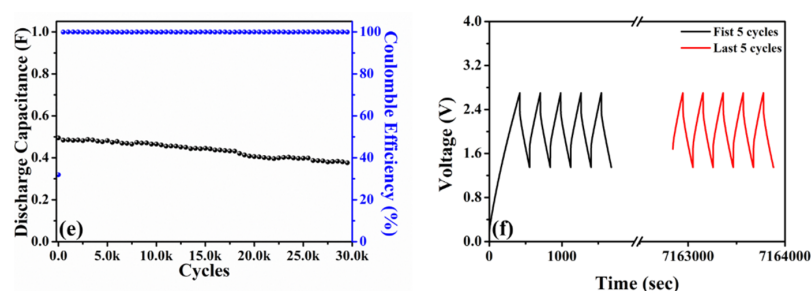 1.0
0.8
0.6
0.4
0.2
0.0
Discharge Capacitance (F)
100
80
60
40
20
0
Coulomble Efficiency (%)
(e)
0.0 5.0k 10.0k 15.0k 20.0k 25.0k 30.0k
Cycles
4.0
3.2
2.4
1.6
0.8
0.0
Voltage (V)
Fist 5 cycles
Last 5 cycles
(f)
0 1000 7163000 7164000
Time (sec)